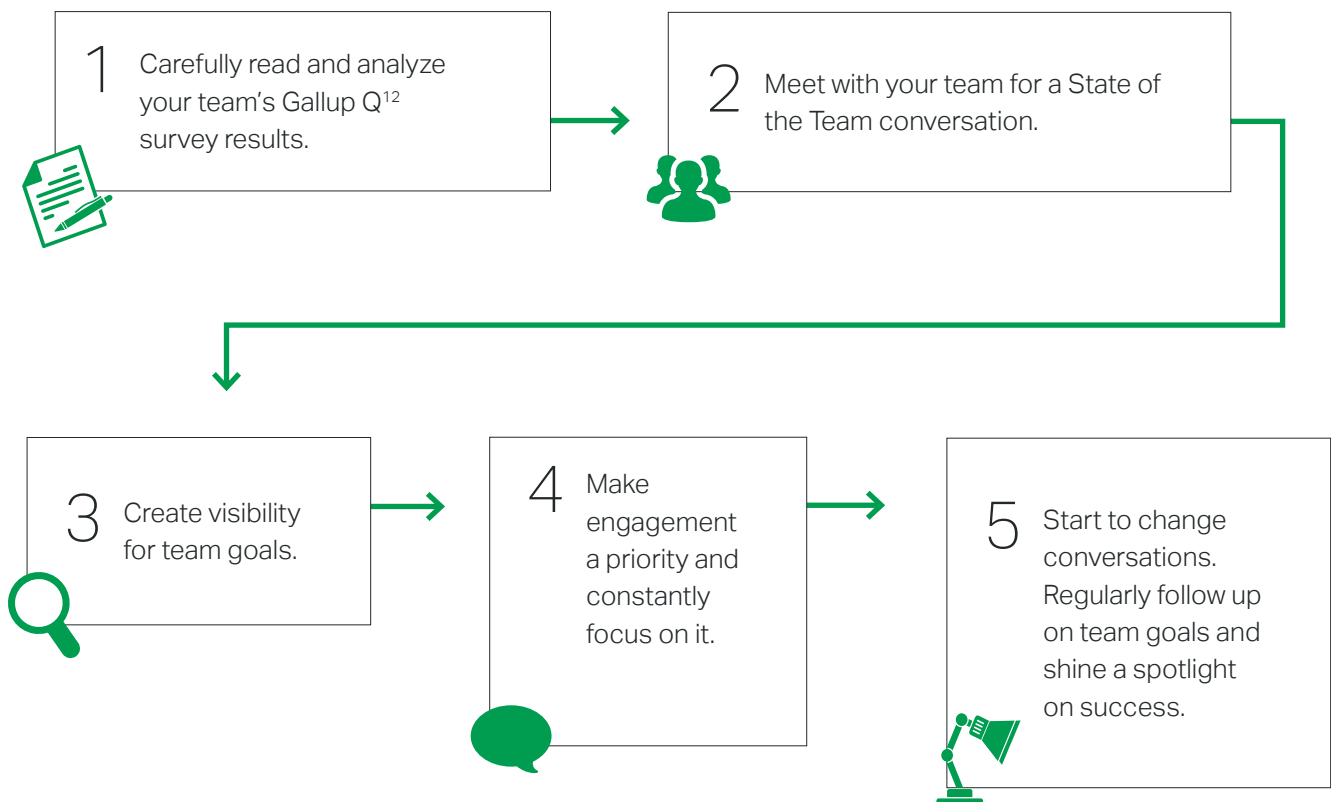 1
Carefully read and analyze
your team's Gallup Q¹²
survey results.
2
Meet with your team for a State of
the Team conversation.
3
Create visibility
for team goals.
4
Make
engagement
a priority and
constantly
focus on it.
5
Start to change
conversations.
Regularly follow up
on team goals and
shine a spotlight
on success.